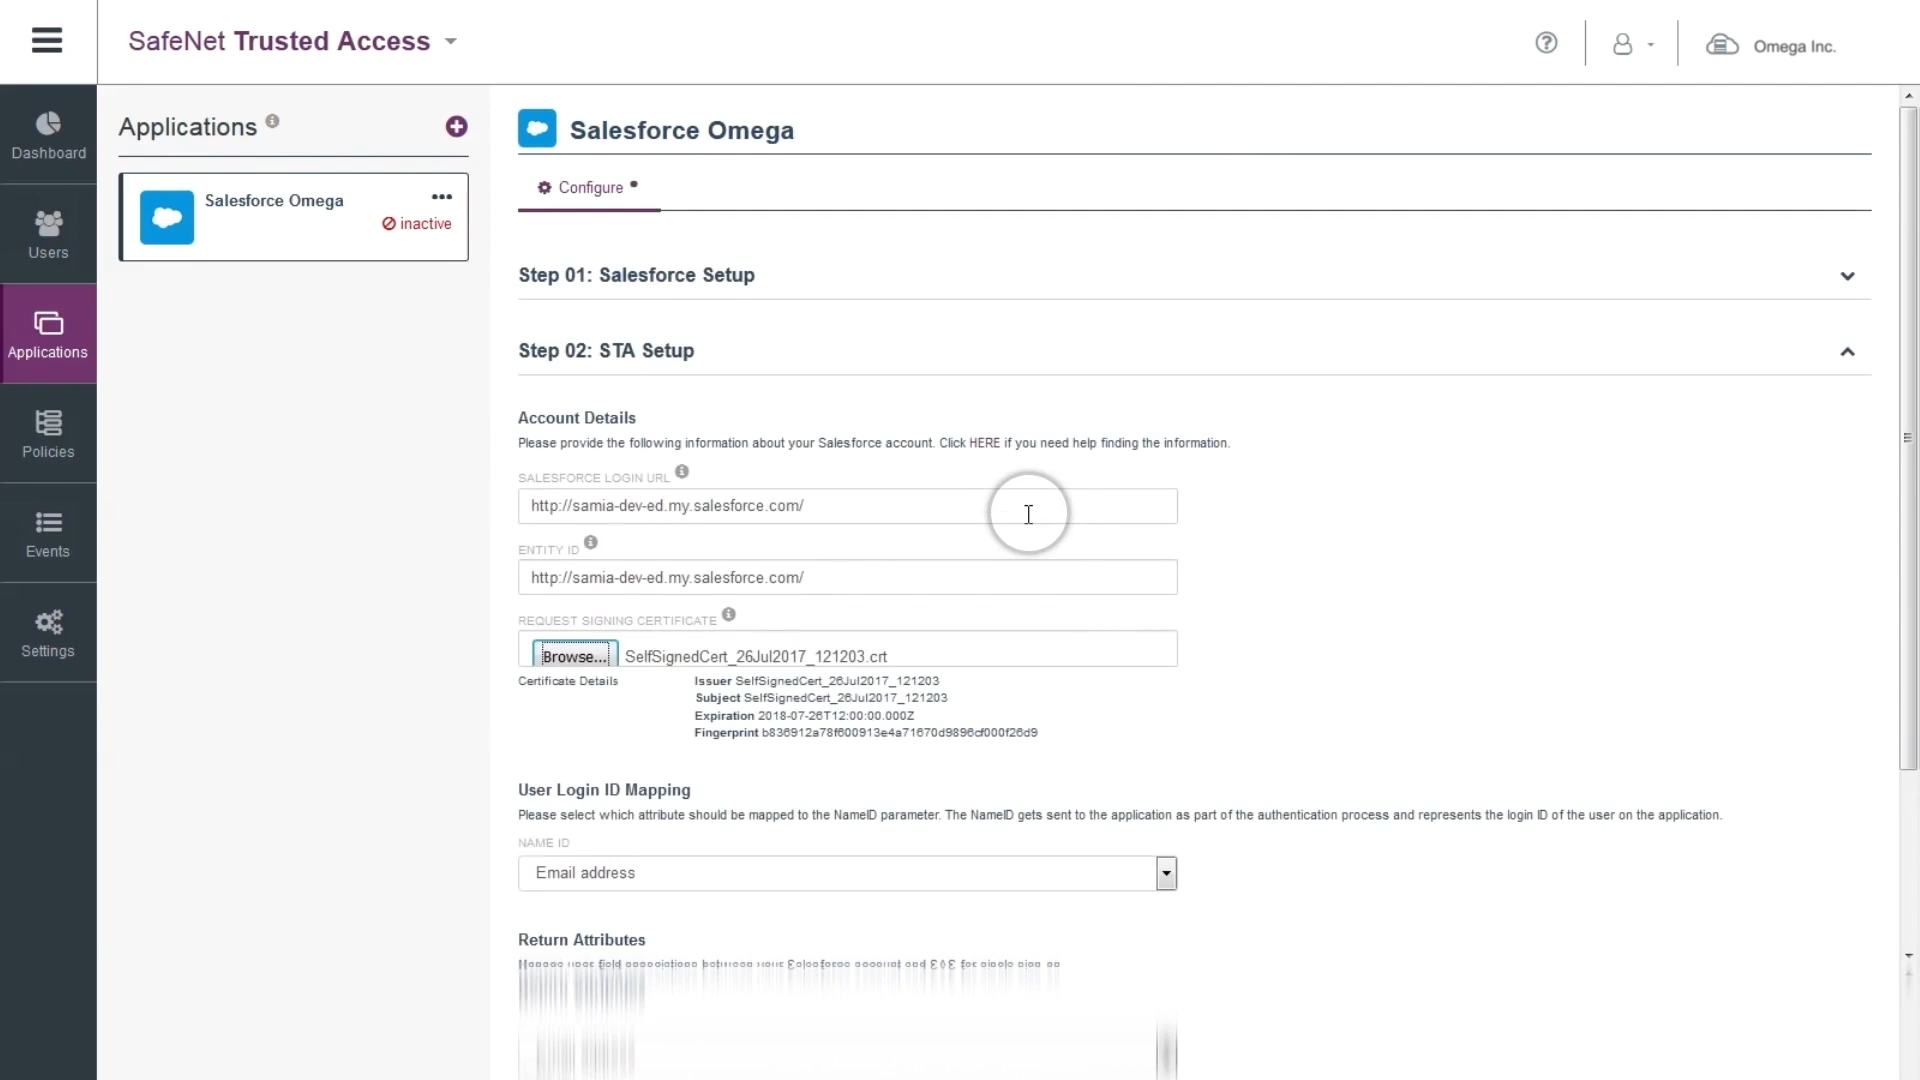 SafeNet Trusted Access
Omega Inc.
Dashboard
Users
Applications
Policies
Events
Settings
Applications
Salesforce Omega
inactive
Salesforce Omega
Configure
Step 01: Salesforce Setup
Step 02: STA Setup
Account Details
Please provide the following information about your Salesforce account. Click HERE if you need help finding the information.
SALESFORCE LOGIN URL
http://samia-dev-ed.my.salesforce.com/
ENTITY ID
http://samia-dev-ed.my.salesforce.com/
REQUEST SIGNING CERTIFICATE
Browse... SelfSignedCert_26Jul2017_121203.crt
Certificate Details
Issuer SelfSignedCert_26Jul2017_121203
Subject SelfSignedCert_26Jul2017_121203
Expiration 2018-07-26T12:00:00.000Z
Fingerprint b836912a78f600913e4a71670d9896cf000f26d9
User Login ID Mapping
Please select which attribute should be mapped to the NameID parameter. The NameID gets sent to the application as part of the authentication process and represents the login ID of the user on the application.
NAME ID
Email address
Return Attributes